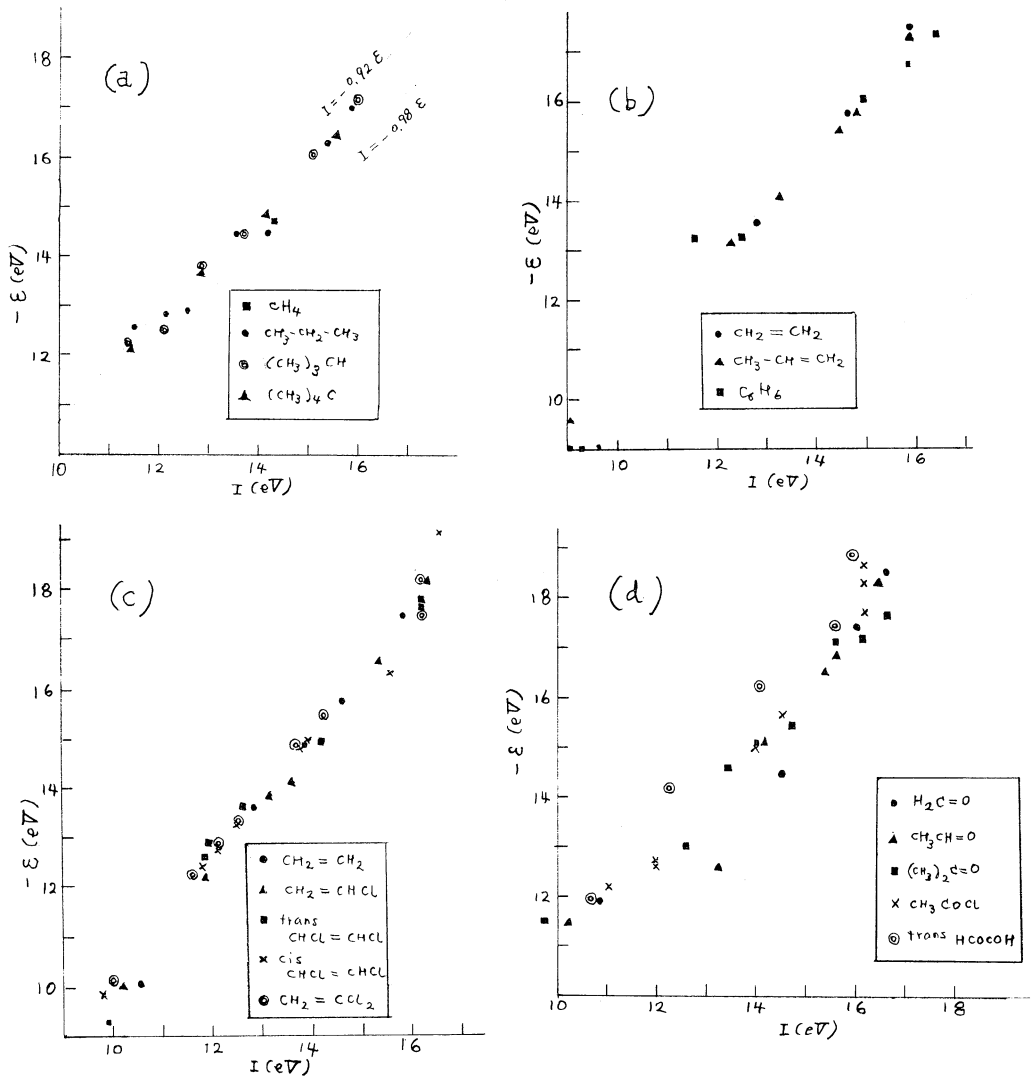 (a)
18
16
14
12
10
12
14
16
- ε (eV)
I (eV)
I = - 0,92 ε
I = - 0,98 ε
CH4
CH3-CH2-CH3
(CH3)3 CH
(CH3)4 C
(b)
16
14
12
10
10
12
14
16
- ε (eV)
I (eV)
CH2 = CH2
CH3-CH = CH2
C6H6
(c)
18
16
14
12
10
10
12
14
16
- ε (eV)
I (eV)
CH2 = CH2
CH2 = CHCl
trans
CHCl = CHCl
cis
CHCl = CHCl
CH2 = CCl2
(d)
18
16
14
12
10
12
14
16
18
- ε (eV)
I (eV)
H2C=O
CH3CH=O
(CH3)2C=O
CH3COCl
trans HCOCOH